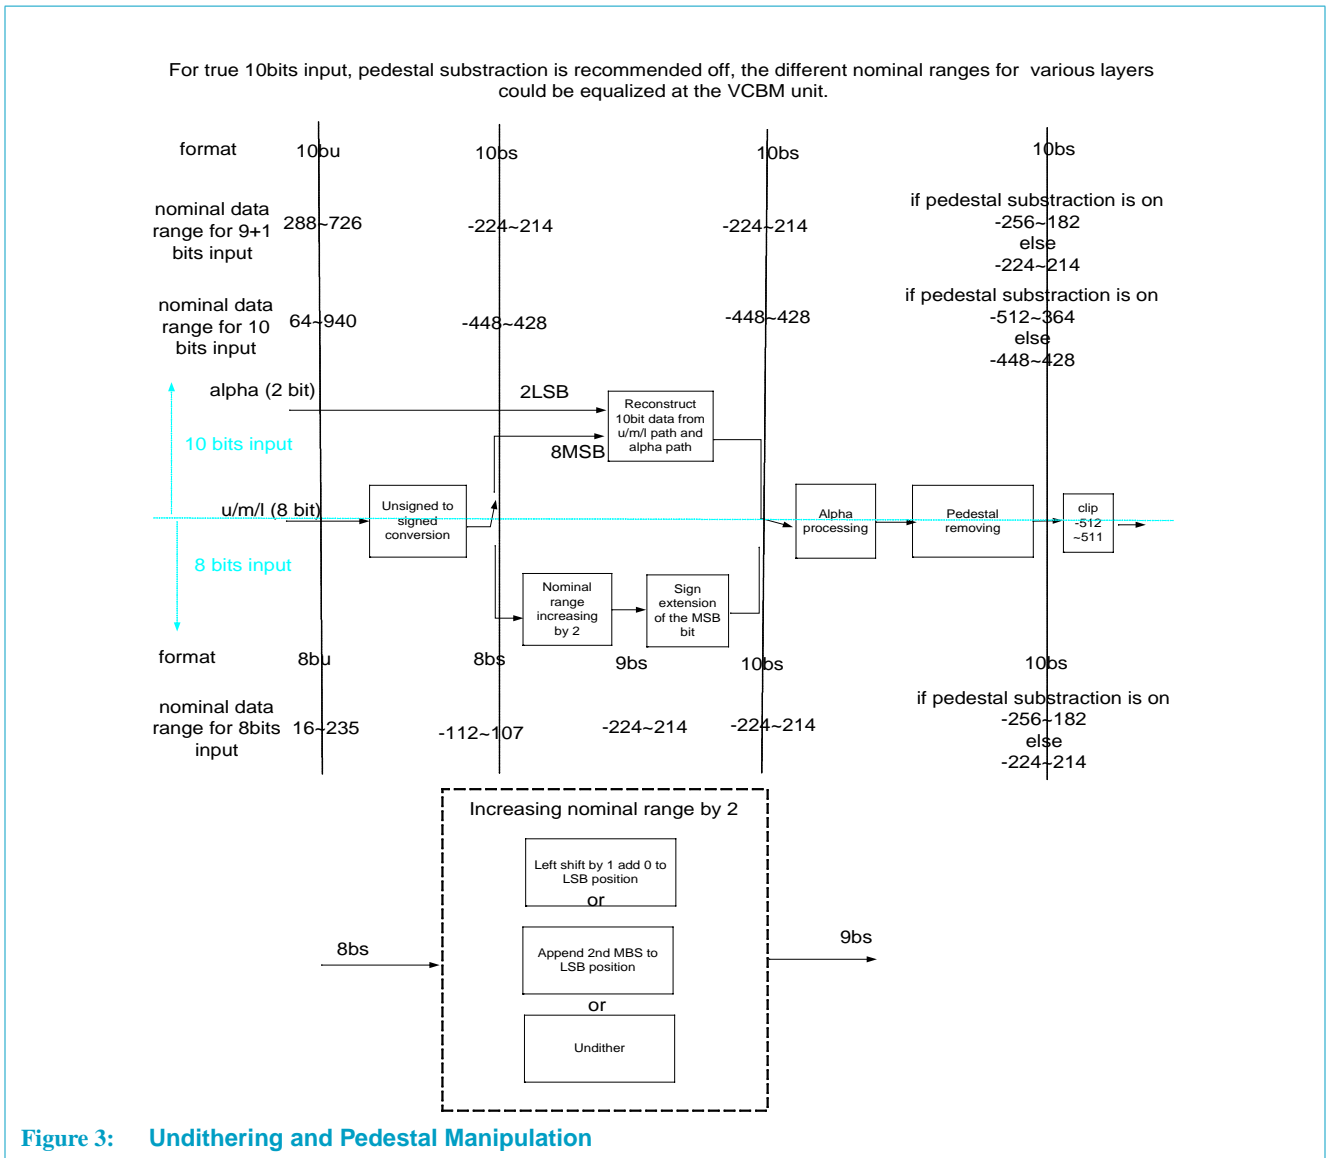 For true 10bits input, pedestal substraction is recommended off, the different nominal ranges for various layers
could be equalized at the VCBM unit.
format 10bu 10bs 10bs 10bs
nominal data
range for 9+1
bits input
288~726 -224~214 -224~214
if pedestal substraction is on
-256~182
else
-224~214
nominal data
range for 10
bits input
64~940 -448~428 -448~428
if pedestal substraction is on
-512~364
else
-448~428
alpha (2 bit)
2LSB
10 bits input
8MSB
Reconstruct
10bit data from
u/m/l path and
alpha path
u/m/l (8 bit)
Unsigned to
signed
conversion
Alpha
processing
Pedestal
removing
clip
-512
~511
8 bits input
Nominal
range
increasing
by 2
Sign
extension
of the MSB
bit
format 8bu 8bs 9bs 10bs 10bs
nominal data
range for 8bits
input
16~235 -112~107 -224~214 -224~214
if pedestal substraction is on
-256~182
else
-224~214
Increasing nominal range by 2
Left shift by 1 add 0 to
LSB position
or
8bs
Append 2nd MBS to
LSB position
9bs
or
Undither
Figure 3: Undithering and Pedestal Manipulation